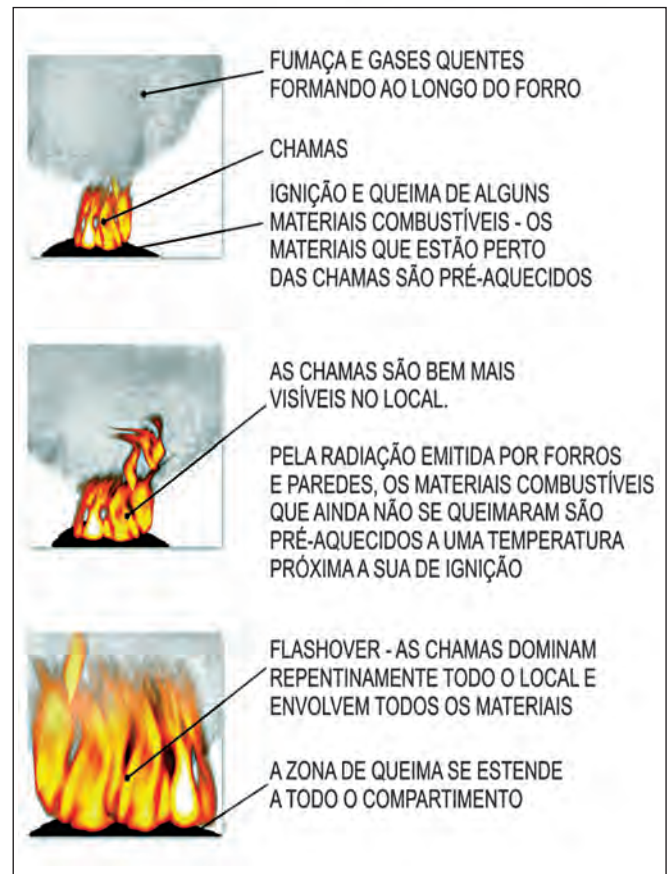 FUMAÇA E GASES QUENTES
FORMANDO AO LONGO DO FORRO
CHAMAS
IGNIÇÃO E QUEIMA DE ALGUNS
MATERIAIS COMBUSTÍVEIS - OS
MATERIAIS QUE ESTÃO PERTO
DAS CHAMAS SÃO PRÉ-AQUECIDOS
AS CHAMAS SÃO BEM MAIS
VISÍVEIS NO LOCAL.
PELA RADIAÇÃO EMITIDA POR FORROS
E PAREDES, OS MATERIAIS COMBUSTÍVEIS
QUE AINDA NÃO SE QUEIMARAM SÃO
PRÉ-AQUECIDOS A UMA TEMPERATURA
PRÓXIMA A SUA DE IGNIÇÃO
FLASHOVER - AS CHAMAS DOMINAM
REPENTINAMENTE TODO O LOCAL E
ENVOLVEM TODOS OS MATERIAIS
A ZONA DE QUEIMA SE ESTENDE
A TODO O COMPARTIMENTO